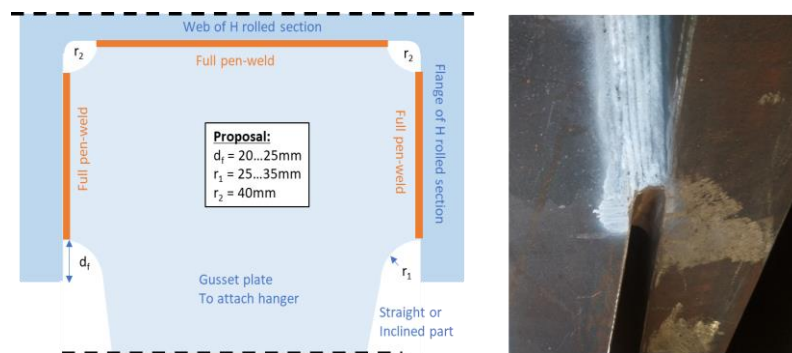 Web of H rolled section
r2
r2
Full pen-weld
Full pen-weld
Full pen-weld
Flange of H rolled section
Proposal:
df = 20...25mm
r1 = 25...35mm
r2 = 40mm
df
r1
Gusset plate
To attach hanger
Straight or
Inclined part